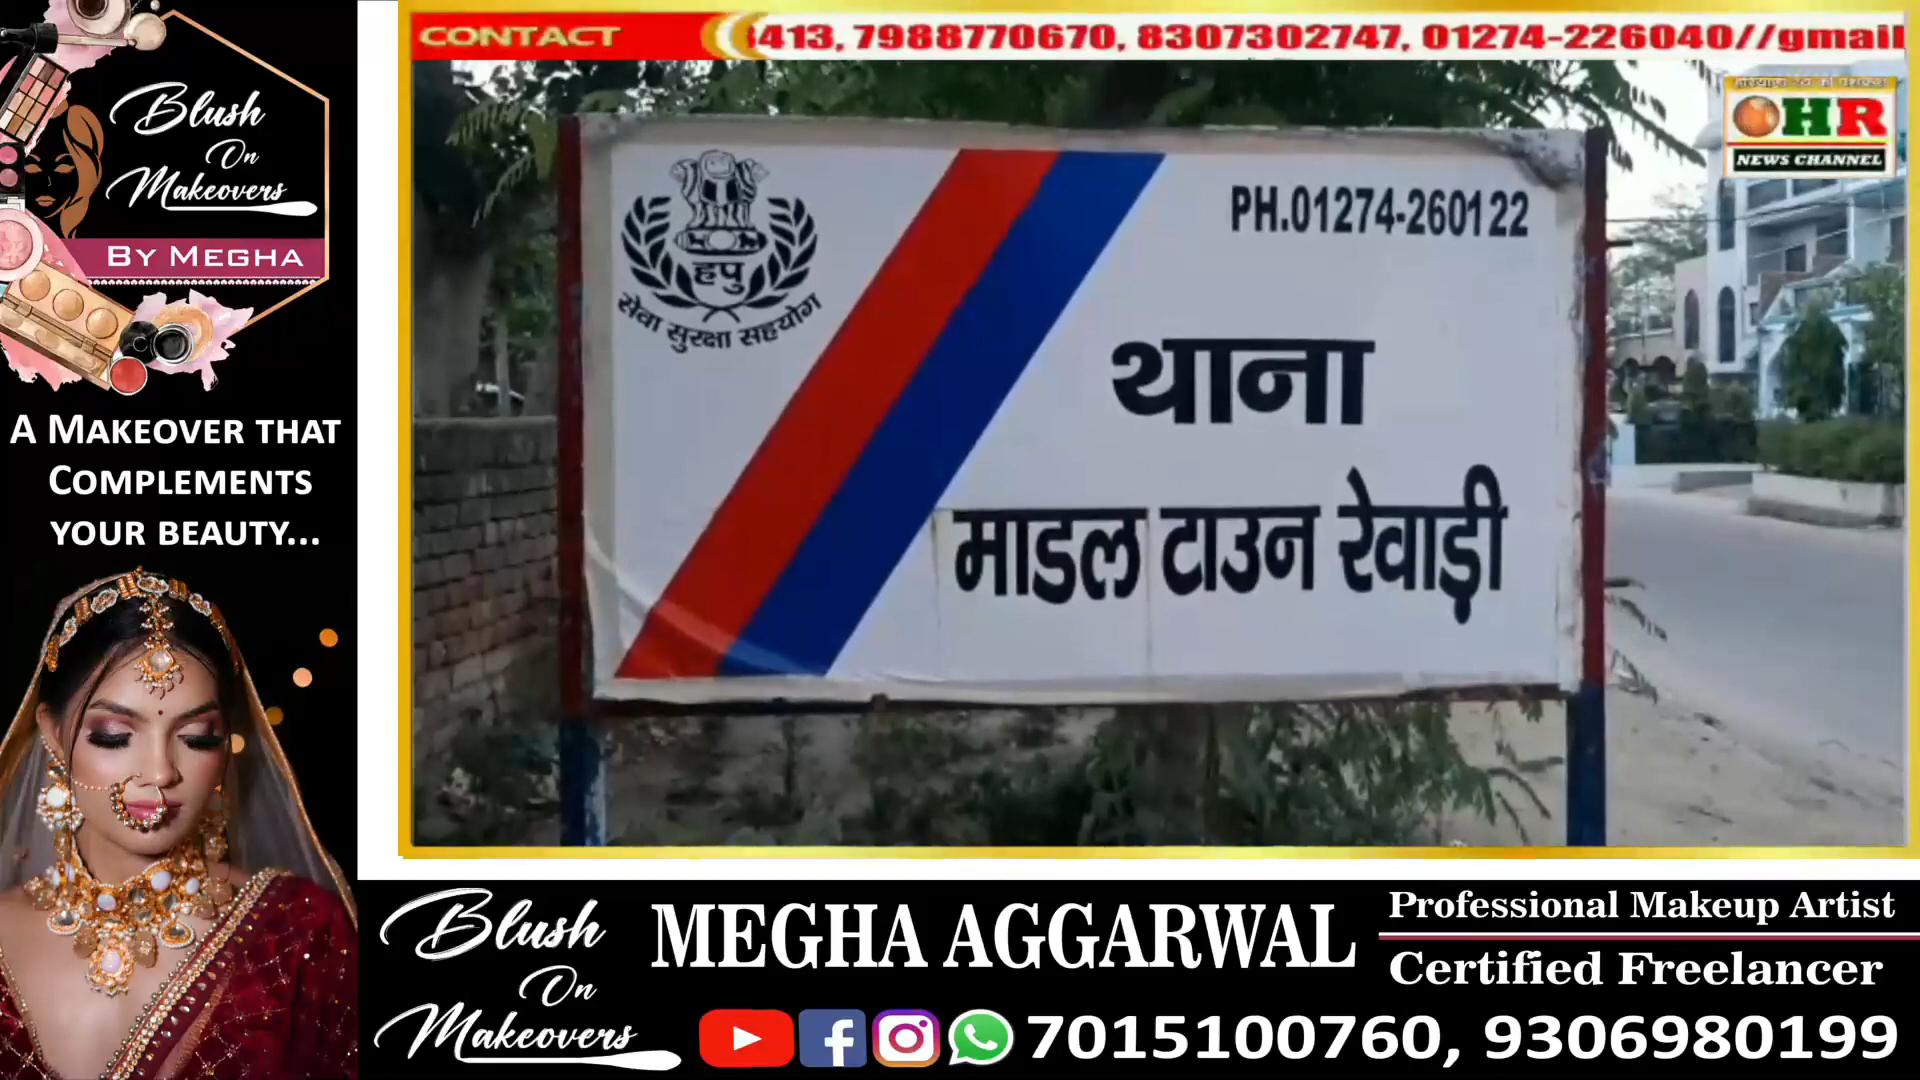 Blush
On
Makeovers
BY MEGHA
A MAKEOVER THAT
COMPLEMENTS
YOUR BEAUTY...
CONTACT
413, 7988770670, 8307302747, 01274-226040//gmail
HR
NEWS CHANNEL
PH.01274-260122
हपु
सेवा सुरक्षा सहयोग
थाना
माडल टाउन रेवाड़ी
Blush
On
Makeovers
MEGHA AGGARWAL
Professional Makeup Artist
Certified Freelancer
7015100760, 9306980199